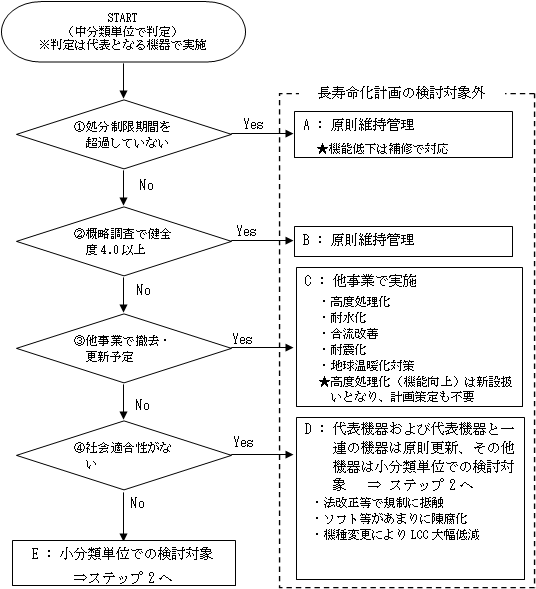 START
(中分類単位で判定)
※判定は代表となる機器で実施
長寿命化計画の検討対象外
①処分制限期間を
超過していない
Yes
A：原則維持管理
★機能低下は補修で対応
No
②概略調査で健全
度4.0以上
Yes
B：原則維持管理
No
C：他事業で実施
・高度処理化
・耐水化
・合流改善
・耐震化
・地球温暖化対策
★高度処理化（機能向上）は新設扱
いとなり、計画策定も不要
③他事業で撤去・
更新予定
Yes
No
D：代表機器および代表機器と一
連の機器は原則更新、その他
機器は小分類単位での検討対
象　⇒ ステップ2へ
・法改正等で規制に抵触
・ソフト等があまりに陳腐化
・機種変更によりLCC大幅低減
④社会適合性がな
い
Yes
No
E：小分類単位での検討対象
⇒ステップ2へ